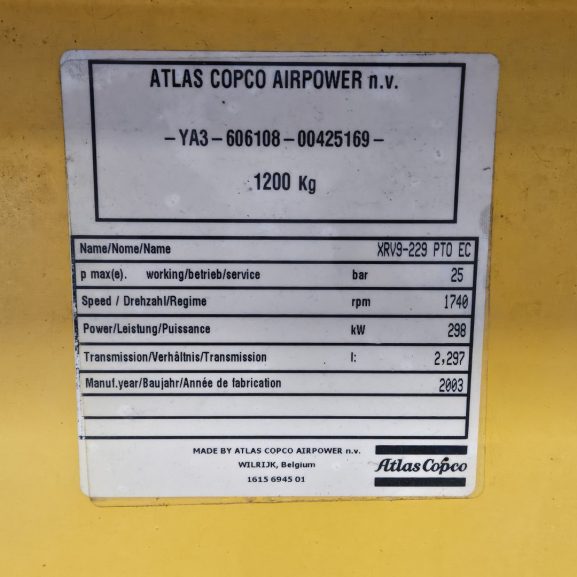 ATLAS COPCO AIRPOWER n.v.
-YA3-606108-00425169-
1200 Kg
Name/Nome/Name XRV9-229 PTO EC
p max(e). working/betrieb/service bar 25
Speed / Drehzahl/Regime rpm 1740
Power/Leistung/Puissance kW 298
Transmission/Verhâltnis/Transmission I: 2,297
Manuf.year/Baujahr/Année de fabrication 2003
MADE BY ATLAS COPCO AIRPOWER n.v.
WILRIJK, Belgium
1615 6945 01
Atlas Copco